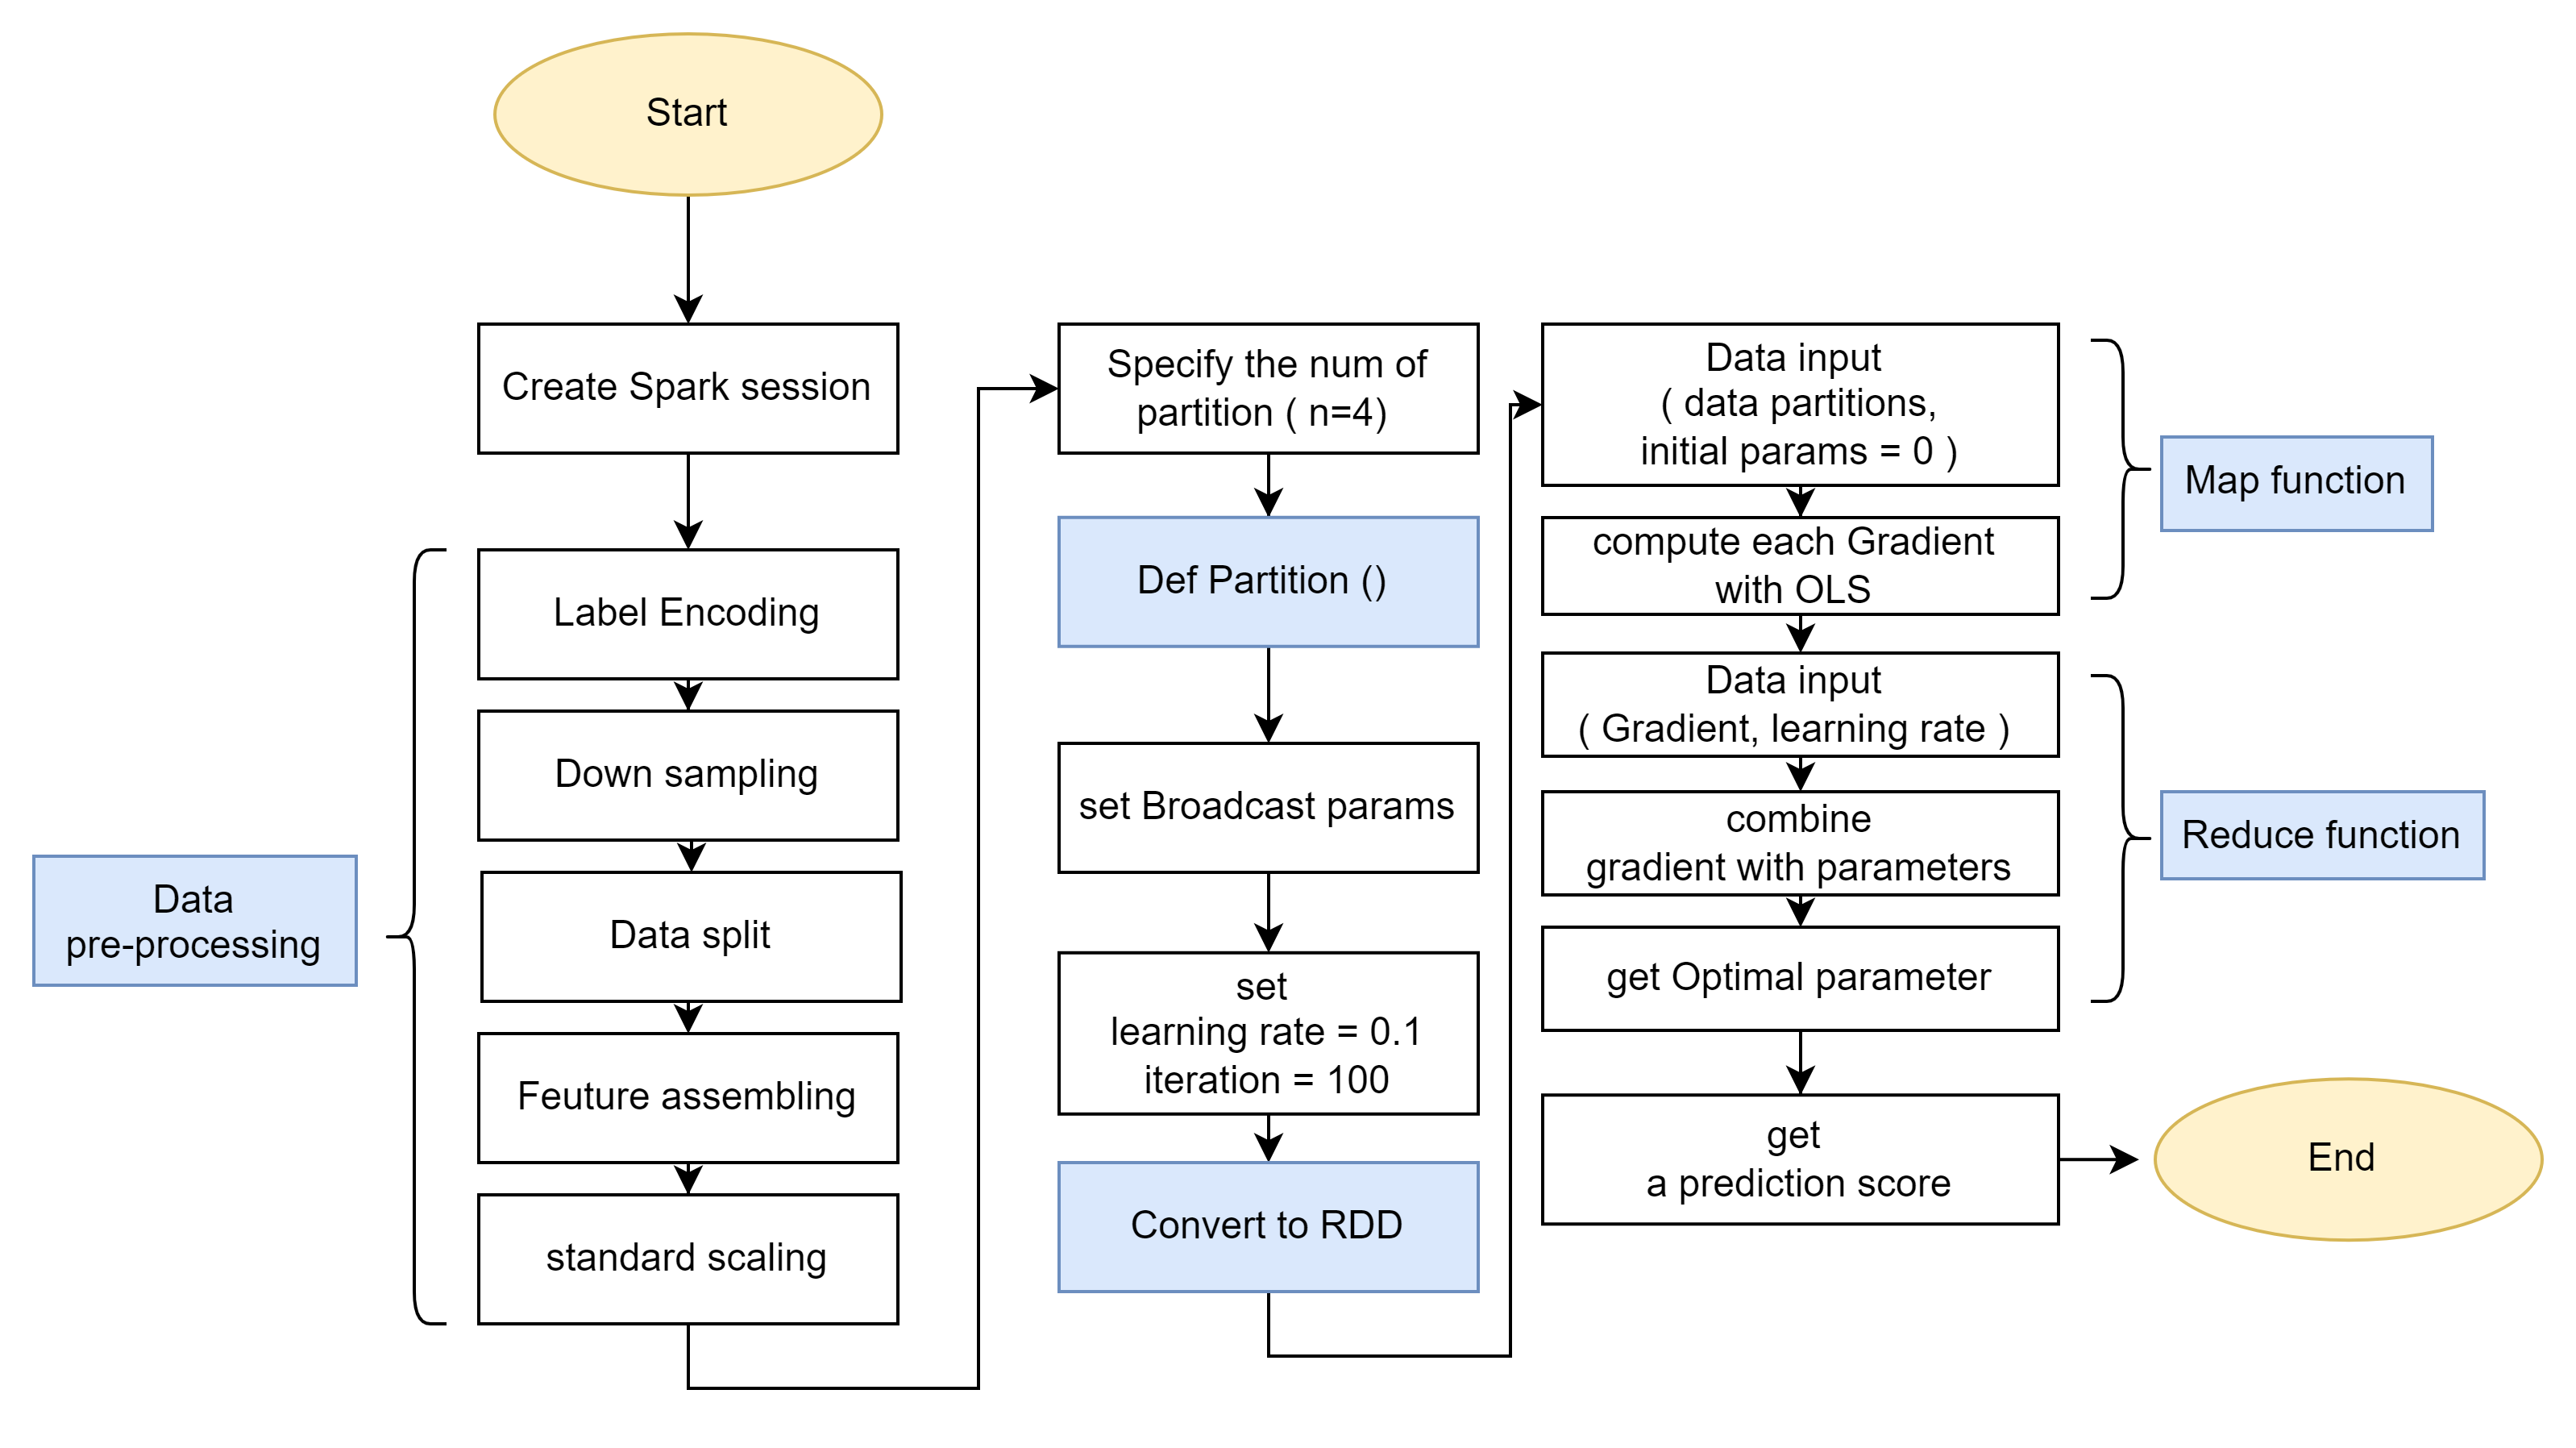 Start
Create Spark session
Label Encoding
Down sampling
Data split
Feuture assembling
standard scaling
Data
pre-processing
Specify the num of
partition ( n=4)
Def Partition ()
set Broadcast params
set
learning rate = 0.1
iteration = 100
Convert to RDD
Data input
( data partitions,
initial params = 0 )
compute each Gradient
with OLS
Map function
Data input
( Gradient, learning rate )
combine
gradient with parameters
get Optimal parameter
Reduce function
get
a prediction score
End